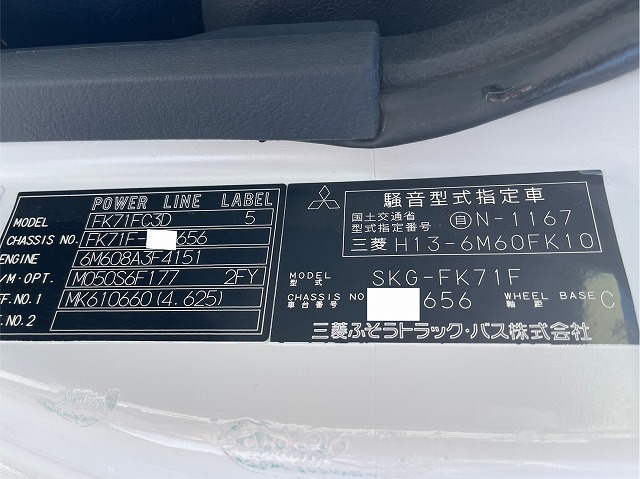 POWER LINE LABEL
MODEL FK71FC3D 5
CHASSIS NO. FK71F- 656
ENGINE 6M608A3F4151
/M・OPT. M050S6F177 2FY
FF.NO.1 MK610660(4.625)
F.NO.2
騒音型式指定車
国土交通省
型式指定番号 自N-1167
三菱 H13-6M60FK10
MODEL
型式 SKG-FK71F
CHASSIS NO 656 WHEEL BASE C
車台番号 軸距
三菱ふそうトラック・バス株式会社